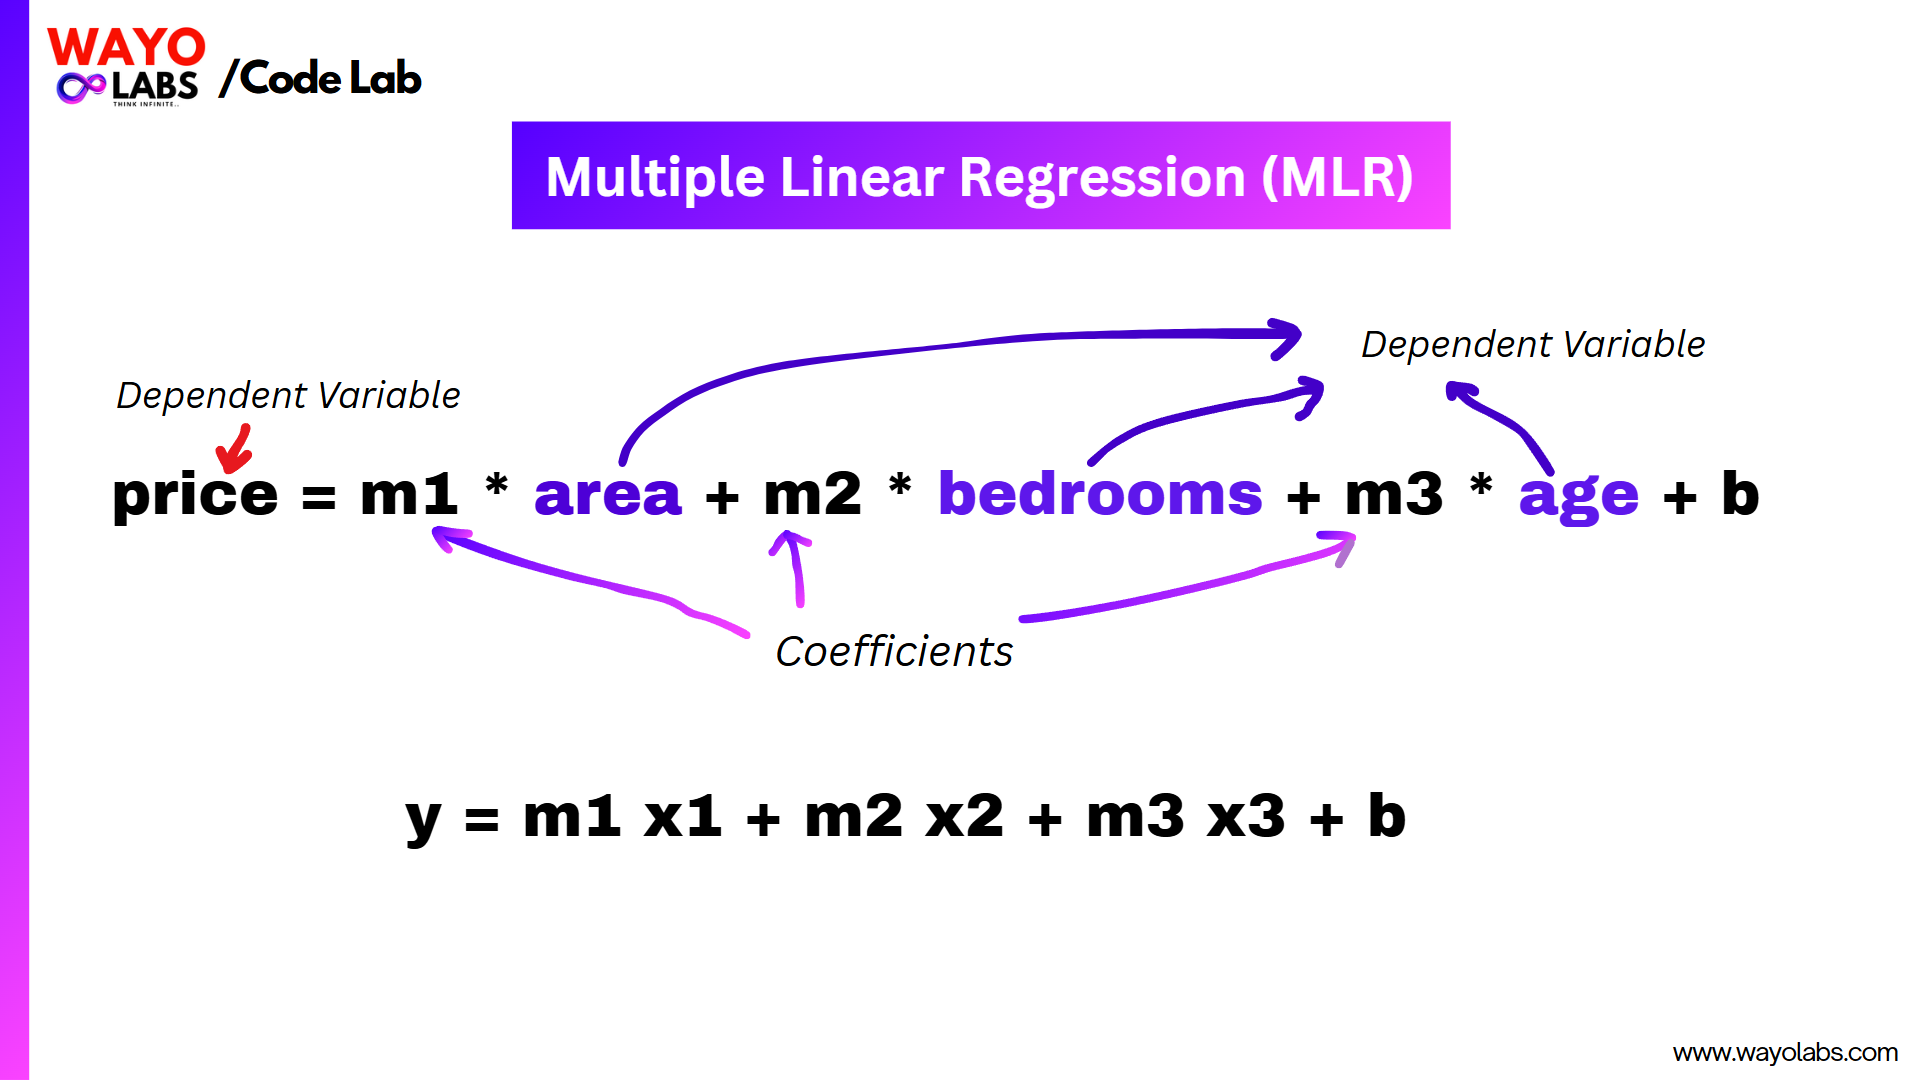 WAYO
LABS
THINK INFINITE..
/Code Lab
Multiple Linear Regression (MLR)
Dependent Variable
Dependent Variable
price = m1 * area + m2 * bedrooms + m3 * age + b
Coefficients
y = m1 x1 + m2 x2 + m3 x3 + b
www.wayolabs.com